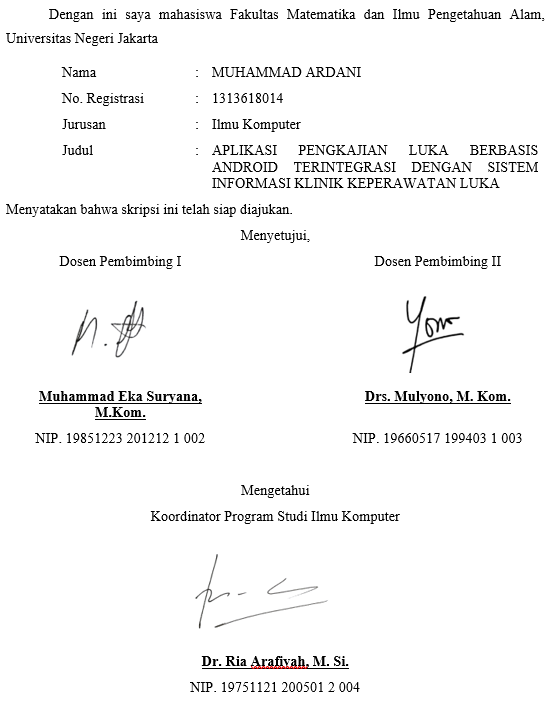 Dengan ini saya mahasiswa Fakultas Matematika dan Ilmu Pengetahuan Alam,
Universitas Negeri Jakarta
Nama : MUHAMMAD ARDANI
No. Registrasi : 1313618014
Jurusan : Ilmu Komputer
Judul : APLIKASI PENGKAJIAN LUKA BERBASIS
ANDROID TERINTEGRASI DENGAN SISTEM
INFORMASI KLINIK KEPERAWATAN LUKA
Menyatakan bahwa skripsi ini telah siap diajukan.
Menyetujui,
Dosen Pembimbing I Dosen Pembimbing II
Muhammad Eka Suryana, Drs. Mulyono, M. Kom.
M.Kom.
NIP. 19851223 201212 1 002 NIP. 19660517 199403 1 003
Mengetahui
Koordinator Program Studi Ilmu Komputer
Dr. Ria Arafiyah, M. Si.
NIP. 19751121 200501 2 004